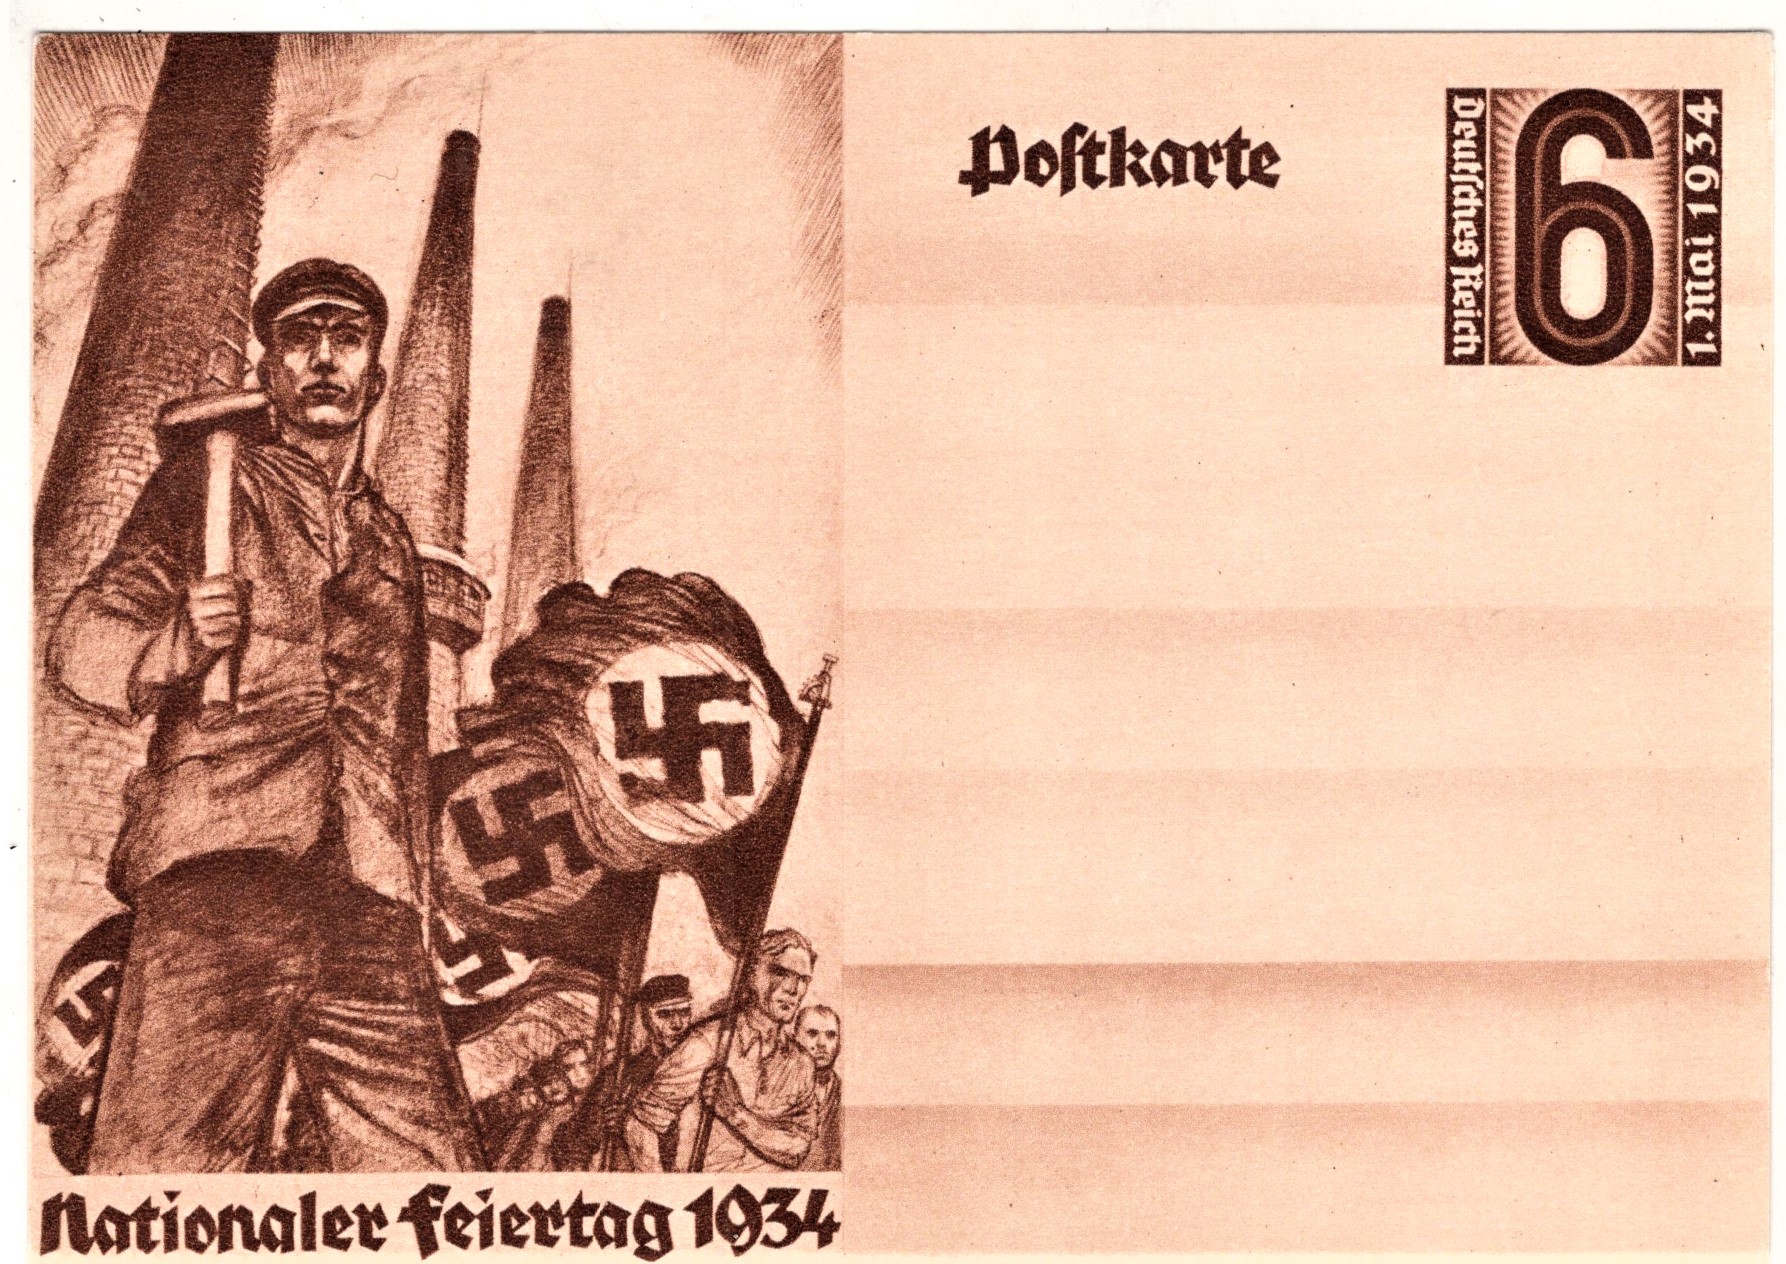 Postkarte
Deutsches Reich
6
1. Mai 1934
Nationaler Feiertag 1934